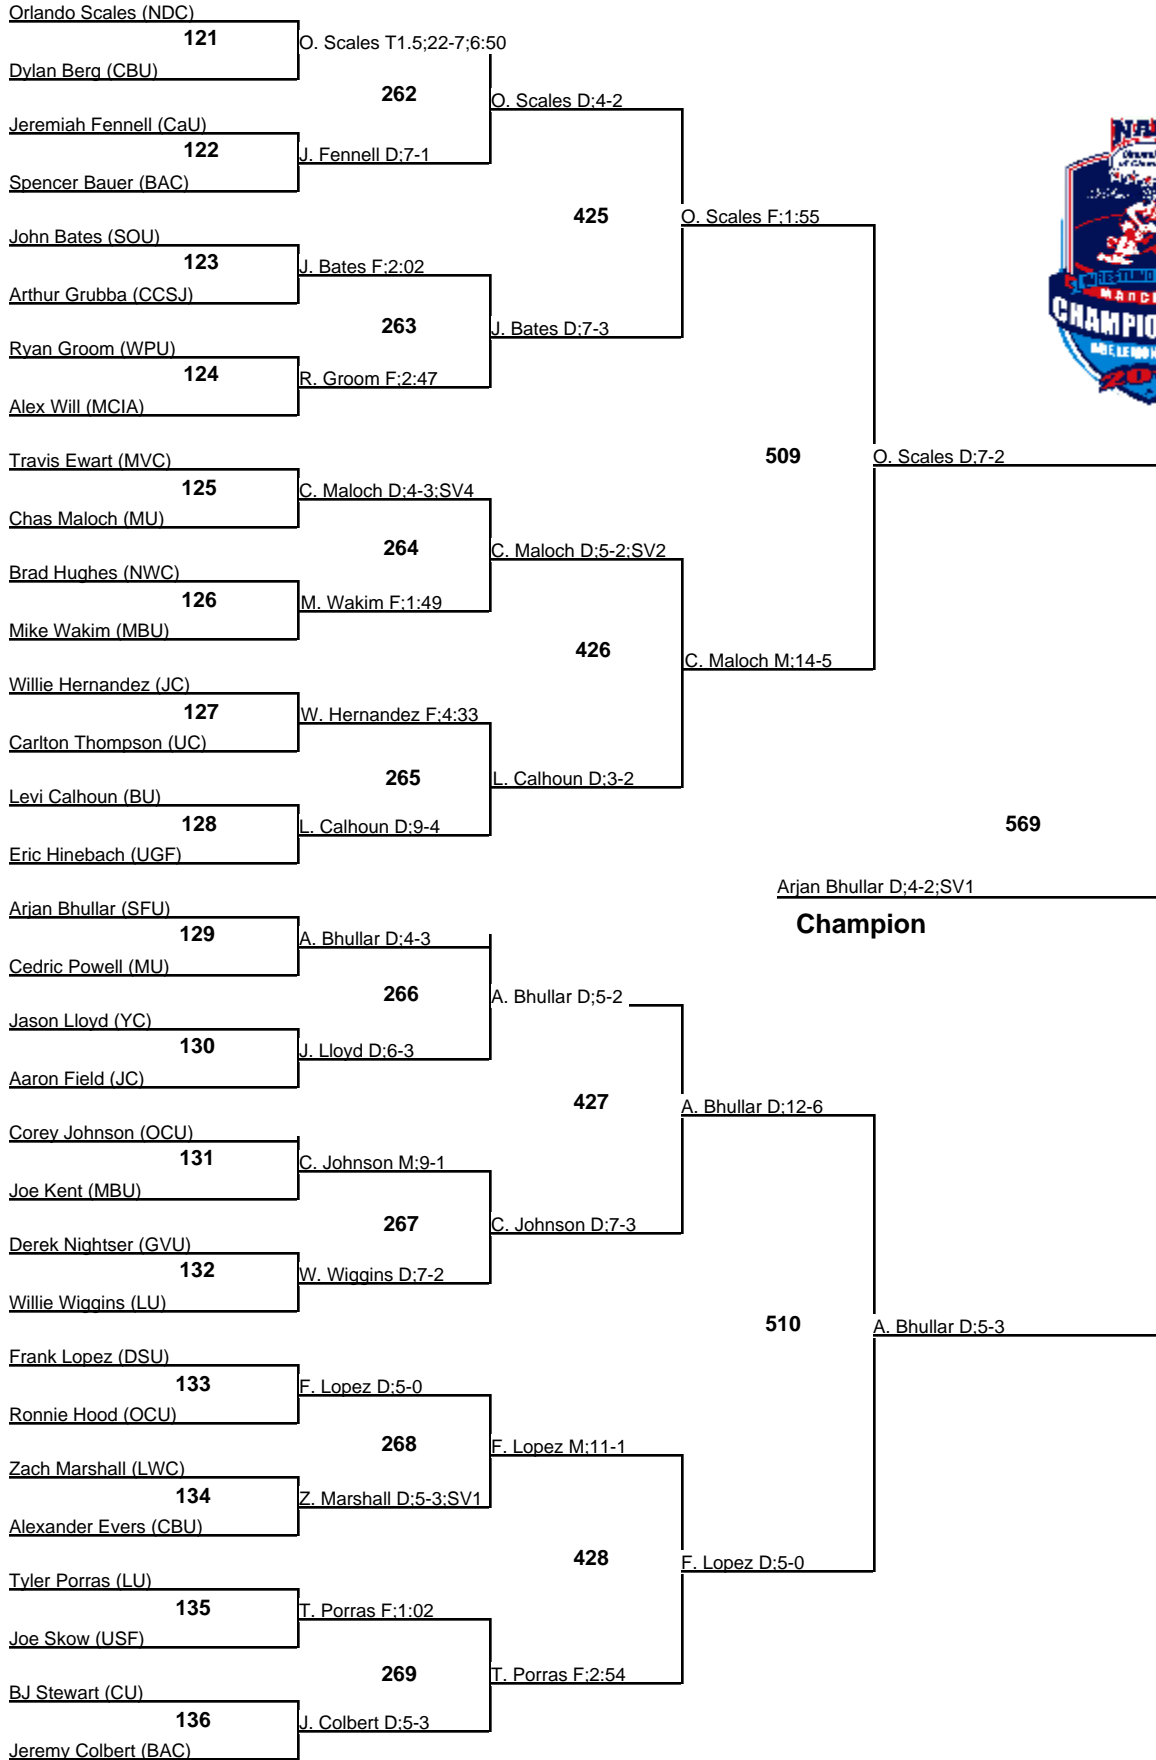 Orlando Scales (NDC)
121
O. Scales T1.5;22-7;6:50
Dylan Berg (CBU)
262
O. Scales D;4-2
Jeremiah Fennell (CaU)
122
J. Fennell D;7-1
Spencer Bauer (BAC)
425
O. Scales F;1:55
John Bates (SOU)
123
J. Bates F;2:02
Arthur Grubba (CCSJ)
263
J. Bates D;7-3
Ryan Groom (WPU)
124
R. Groom F;2:47
Alex Will (MCIA)
509
O. Scales D;7-2
Travis Ewart (MVC)
125
C. Maloch D;4-3;SV4
Chas Maloch (MU)
264
C. Maloch D;5-2;SV2
Brad Hughes (NWC)
126
M. Wakim F;1:49
Mike Wakim (MBU)
426
C. Maloch M;14-5
Willie Hernandez (JC)
127
W. Hernandez F;4:33
Carlton Thompson (UC)
265
L. Calhoun D;3-2
Levi Calhoun (BU)
128
L. Calhoun D;9-4
Eric Hinebach (UGF)
569
Arjan Bhullar D;4-2;SV1
Champion
Arjan Bhullar (SFU)
129
A. Bhullar D;4-3
Cedric Powell (MU)
266
A. Bhullar D;5-2
Jason Lloyd (YC)
130
J. Lloyd D;6-3
Aaron Field (JC)
427
A. Bhullar D;12-6
Corey Johnson (OCU)
131
C. Johnson M;9-1
Joe Kent (MBU)
267
C. Johnson D;7-3
Derek Nightser (GVU)
132
W. Wiggins D;7-2
Willie Wiggins (LU)
510
A. Bhullar D;5-3
Frank Lopez (DSU)
133
F. Lopez D;5-0
Ronnie Hood (OCU)
268
F. Lopez M;11-1
Zach Marshall (LWC)
134
Z. Marshall D;5-3;SV1
Alexander Evers (CBU)
428
F. Lopez D;5-0
Tyler Porras (LU)
135
T. Porras F;1:02
Joe Skow (USF)
269
T. Porras F;2:54
BJ Stewart (CU)
136
J. Colbert D;5-3
Jeremy Colbert (BAC)